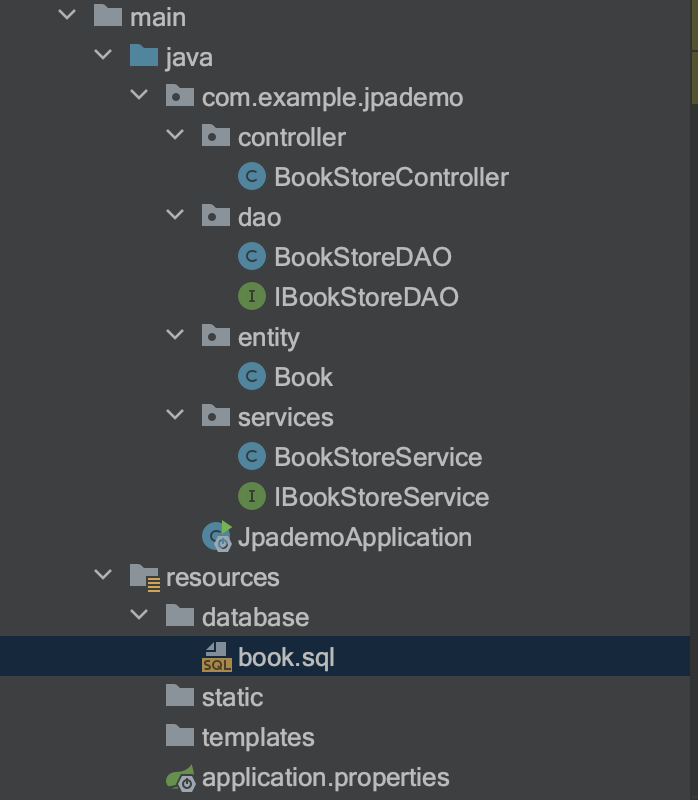 main
java
com.example.jpademo
controller
C BookStoreController
dao
C BookStoreDAO
I IBookStoreDAO
entity
C Book
services
C BookStoreService
I IBookStoreService
C JpademoApplication
resources
database
SQL book.sql
static
templates
application.properties